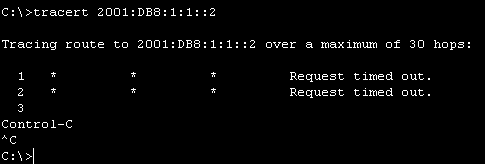 C:\>tracert 2001:DB8:1:1::2
Tracing route to 2001:DB8:1:1::2 over a maximum of 30 hops:
1 * * * Request timed out.
2 * * * Request timed out.
3
Control-C
^C
C:\>